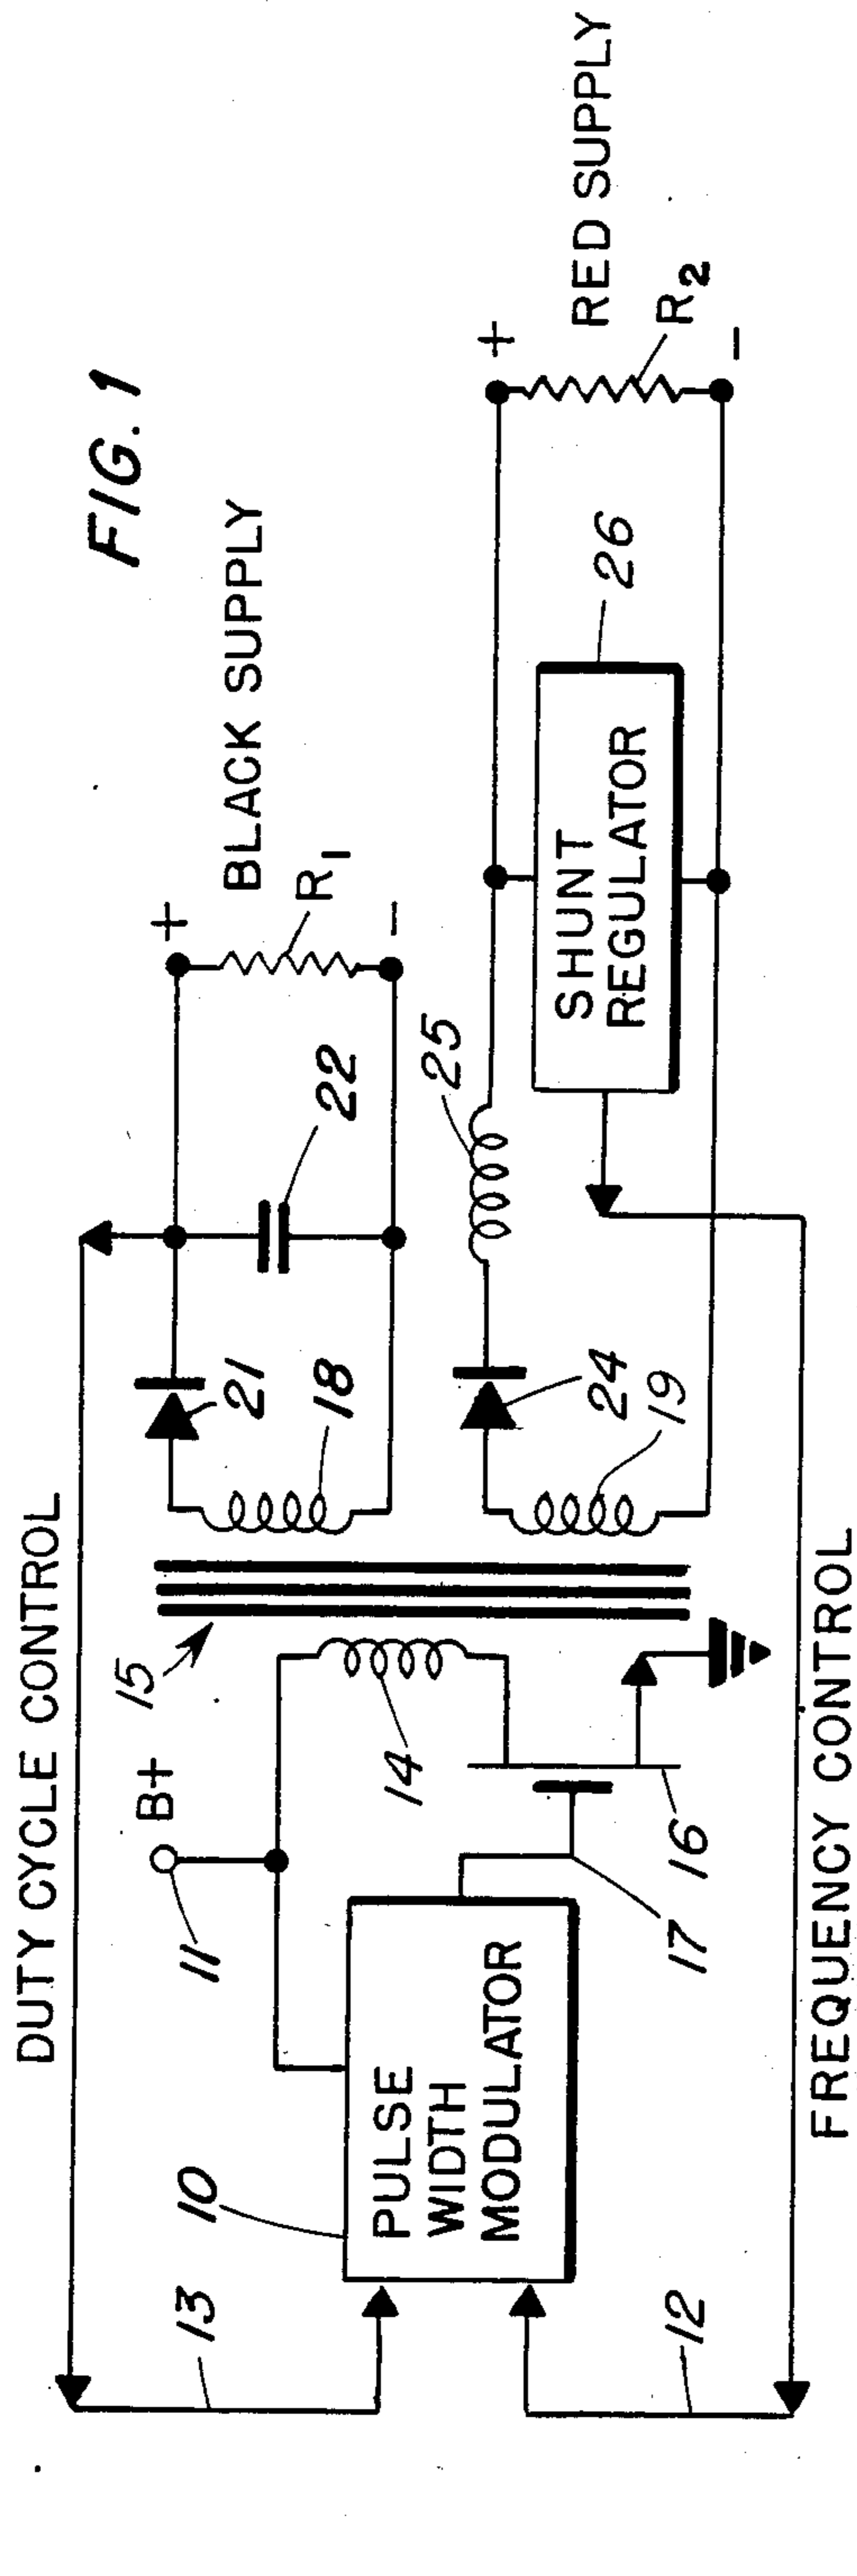 FIG. 1
DUTY CYCLE CONTROL
BLACK SUPPLY
B+
15
11
13
10
PULSE
WIDTH
MODULATOR
14
16
17
12
21
18
22
+
R1
-
24
19
25
SHUNT
REGULATOR
26
+
R2
-
RED SUPPLY
FREQUENCY CONTROL